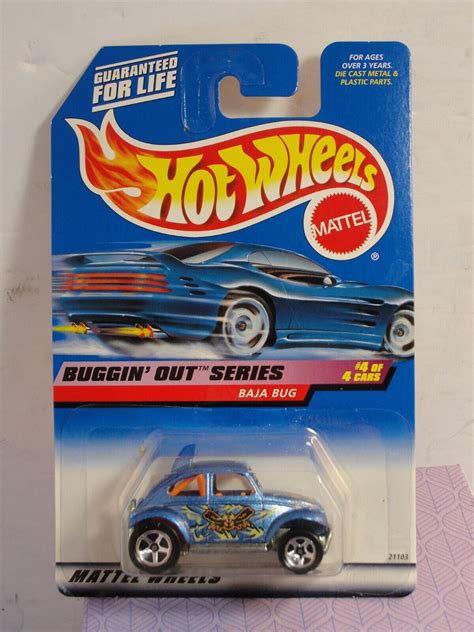 GUARANTEED
FOR LIFE
FOR AGES
OVER 3 YEARS.
DIE CAST METAL &
PLASTIC PARTS.
HOT WHEELS
MATTEL
®
BUGGIN' OUT™ SERIES
#4 OF
4 CARS
BAJA BUG
21103
MATTEL WHEELS